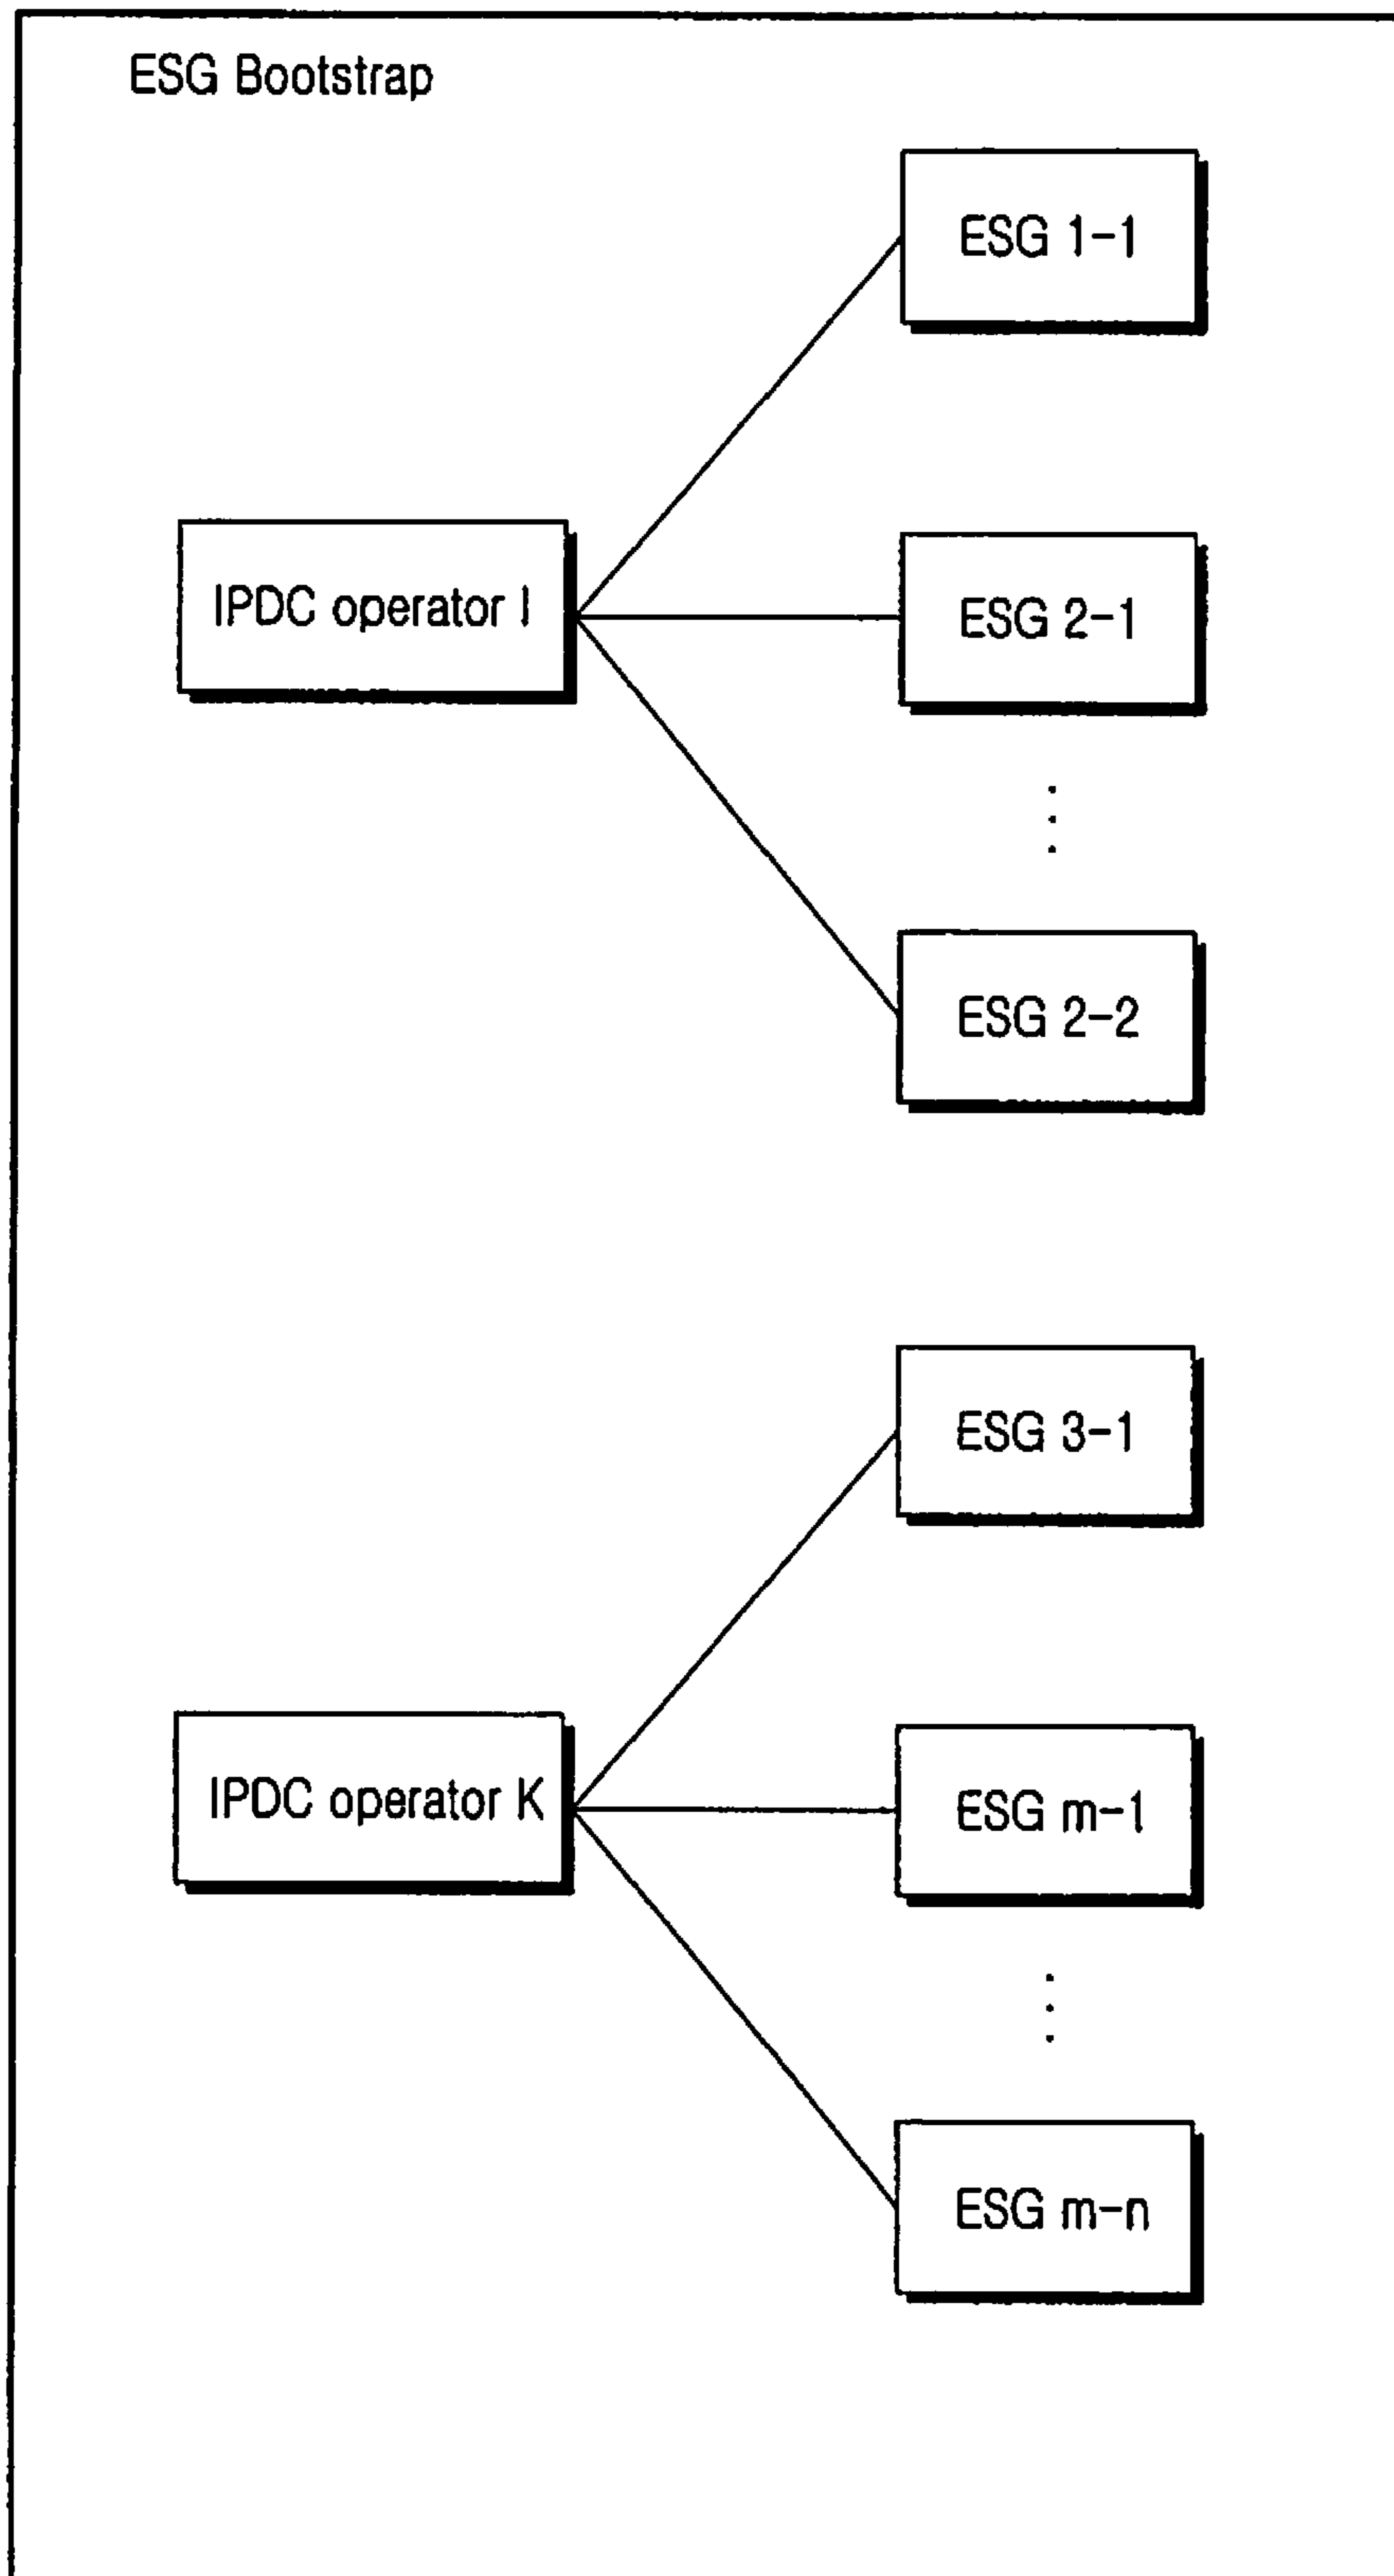 ESG Bootstrap
ESG 1-1
IPDC operator I
ESG 2-1
ESG 2-2
ESG 3-1
IPDC operator K
ESG m-1
ESG m-n